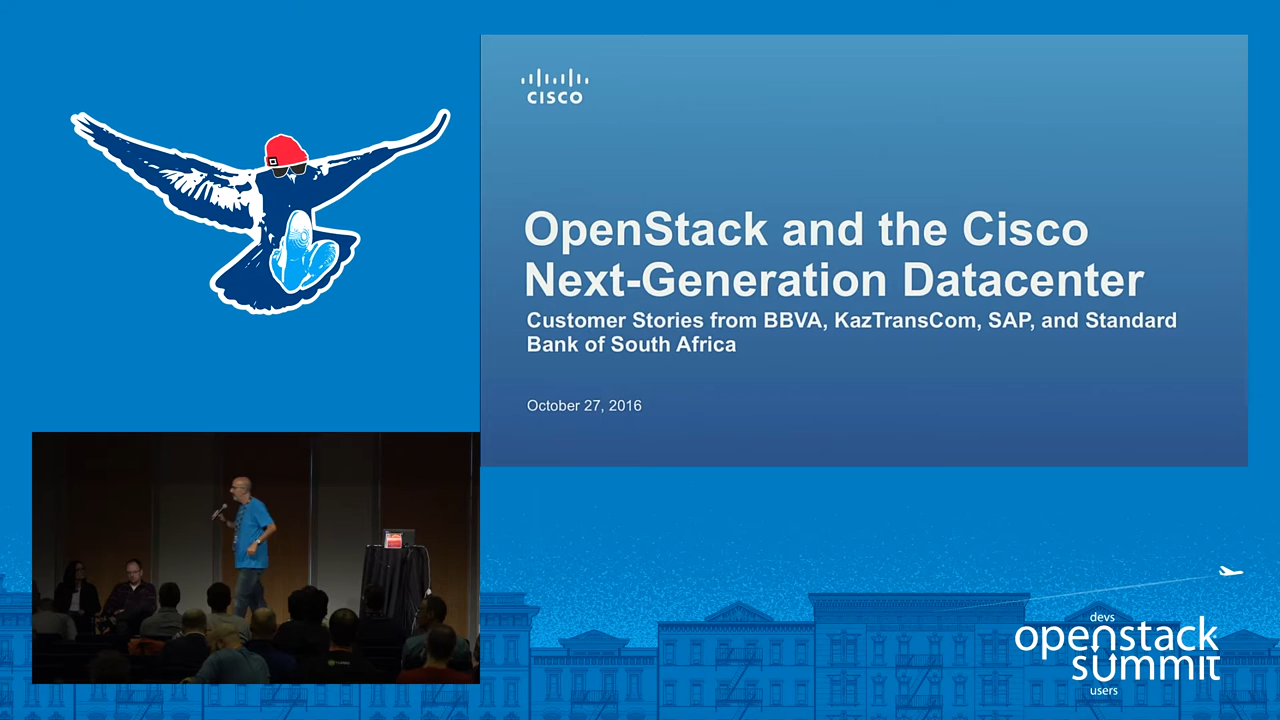 CISCO
OpenStack and the Cisco
Next-Generation Datacenter
Customer Stories from BBVA, KazTransCom, SAP, and Standard
Bank of South Africa
October 27, 2016
devs
openstack
summit
users